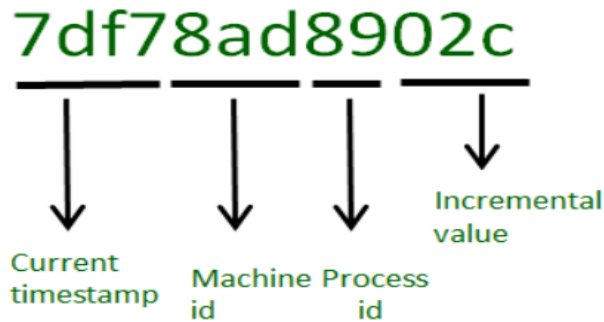 7df78ad8902c
Current
timestamp
Machine
id
Process
id
Incremental
value